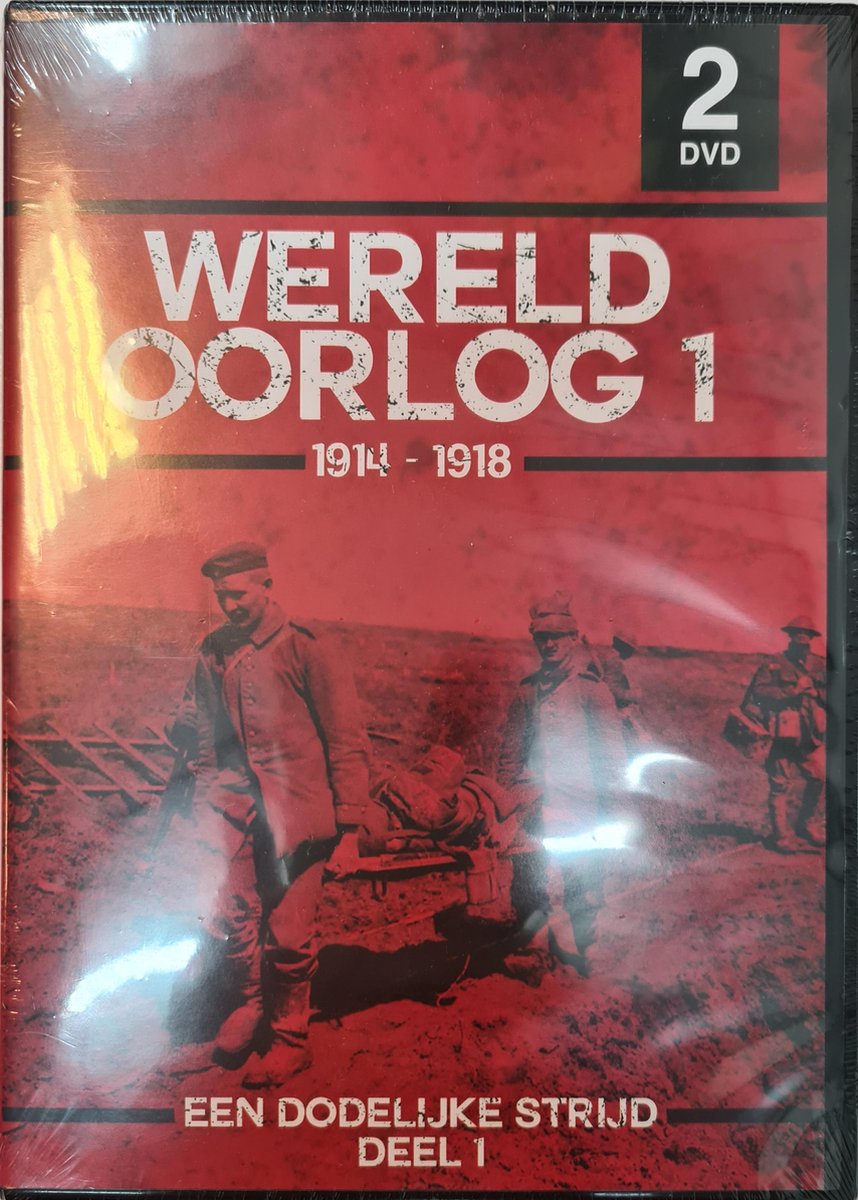 2
DVD
WERELD
OORLOG 1
1914 - 1918
EEN DODELIJKE STRIJD
DEEL 1